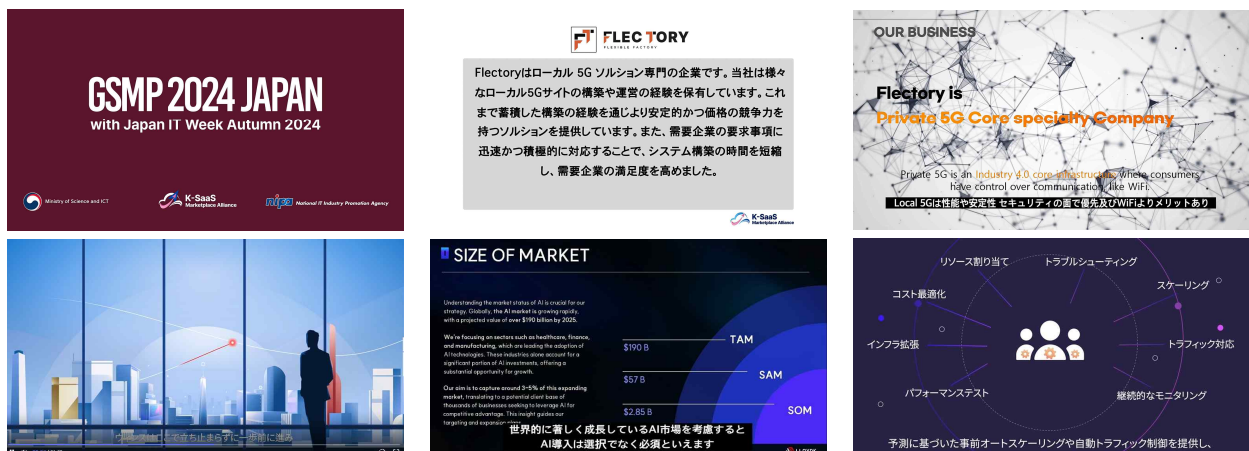 GSMP 2024 JAPAN
with Japan IT Week Autumn 2024
Ministry of Science and ICT
K-SaaS
Marketplace Alliance
nipa National IT Industry Promotion Agency
FLECTORY
FLEXIBLE FACTORY
Flectoryはローカル 5G ソルション専門の企業です。当社は様々
なローカル5Gサイトの構築や運営の経験を保有しています。これ
まで蓄積した構築の経験を通じより安定的かつ価格の競争力を
持つソルションを提供しています。また、需要企業の要求事項に
迅速かつ積極的に対応することで、システム構築の時間を短縮
し、需要企業の満足度を高めました。
K-SaaS
Marketplace Alliance
OUR BUSINESS
Flectory is
Private 5G Core specialty Company
Private 5G is an Industry 4.0 core infrastructure where consumers
have control over communication, like WiFi.
Local 5Gは性能や安定性 セキュリティの面で優先及びWiFiよりメリットあり
ここで立ち止まらずに一歩前に進み
SIZE OF MARKET
Understanding the market status of AI is crucial for our
strategy. Globally, the AI market is growing rapidly,
with a projected value of over $190 billion by 2025.
We're focusing on sectors such as healthcare, finance,
and manufacturing, which are leading the adoption of
AI technologies. These industries alone account for a
significant portion of AI investments, offering a
substantial opportunity for growth.
Our aim is to capture around 3-5% of this expanding
market, translating to a potential client base of
thousands of businesses seeking to leverage AI for
competitive advantage. This insight guides our
targeting and expansion
$190 B
TAM
$57 B
SAM
$2.85 B
SOM
世界的に著しく成長しているAI市場を考慮すると
AI導入は選択でなく必須といえます
リソース割り当て
トラブルシューティング
コスト最適化
スケーリング
インフラ拡張
トラフィック対応
パフォーマンステスト
継続的なモニタリング
予測に基づいた事前オートスケーリングや自動トラフィック制御を提供し、